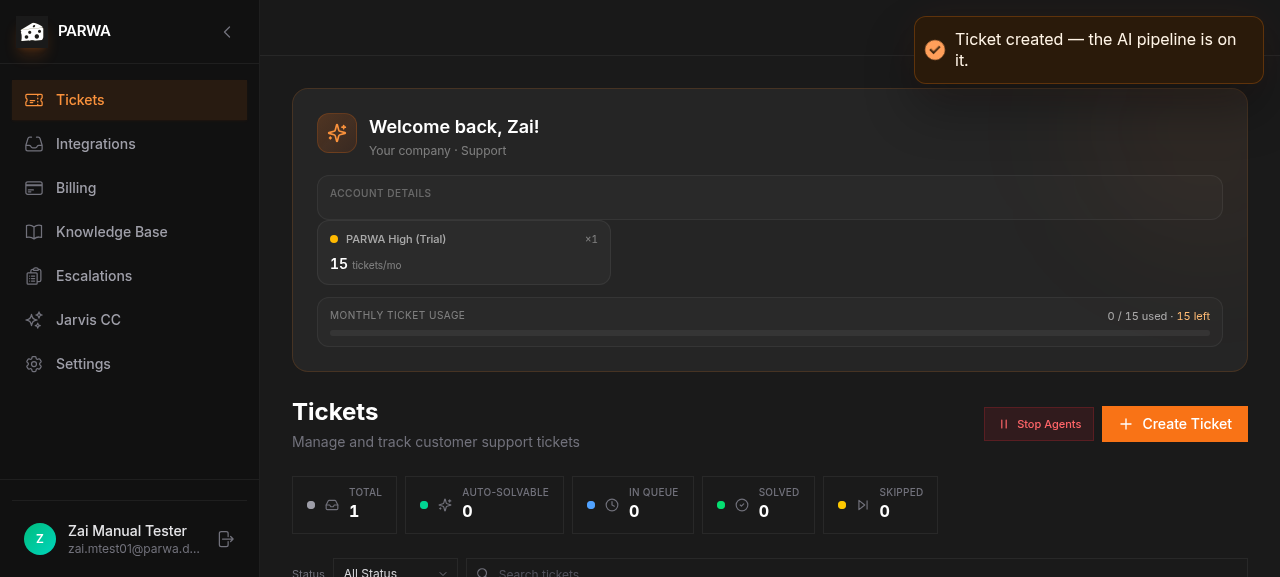 PARWA
Ticket created — the AI pipeline is on
it.
Tickets
Integrations
Billing
Knowledge Base
Escalations
Jarvis CC
Settings
Z
Zai Manual Tester
zai.mtest01@parwa.d...
Welcome back, Zai!
Your company · Support
ACCOUNT DETAILS
PARWA High (Trial) ×1
15 tickets/mo
MONTHLY TICKET USAGE 0 / 15 used · 15 left
Tickets
Manage and track customer support tickets
Stop Agents
Create Ticket
TOTAL
1
AUTO-SOLVABLE
0
IN QUEUE
0
SOLVED
0
SKIPPED
0
Status All Status Search tickets